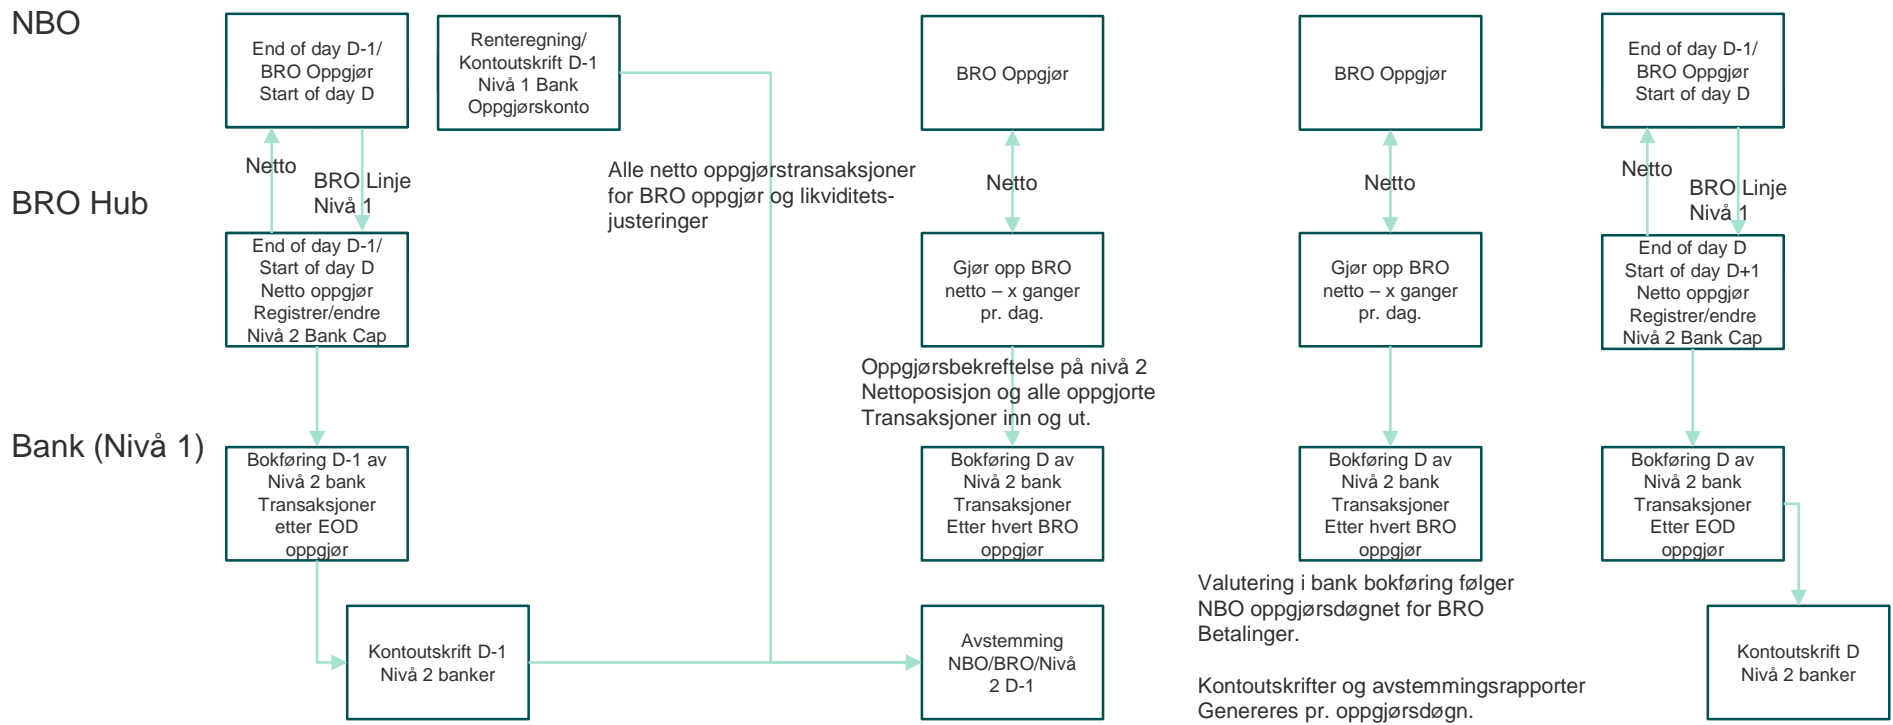 NBO
End of day D-1/
BRO Oppgjør
Start of day D
Renteregning/
Kontoutskrift D-1
Nivå 1 Bank
Oppgjørskonto
BRO Oppgjør
BRO Oppgjør
End of day D-1/
BRO Oppgjør
Start of day D
Netto
BRO Linje
Nivå 1
Alle netto oppgjørstransaksjoner
for BRO oppgjør og likviditets-
justeringer
Netto
Netto
Netto
BRO Linje
Nivå 1
BRO Hub
End of day D-1/
Start of day D
Netto oppgjør
Registrer/endre
Nivå 2 Bank Cap
Gjør opp BRO
netto – x ganger
pr. dag.
Gjør opp BRO
netto – x ganger
pr. dag.
End of day D
Start of day D+1
Netto oppgjør
Registrer/endre
Nivå 2 Bank Cap
Oppgjørsbekreftelse på nivå 2
Nettoposisjon og alle oppgjorte
Transaksjoner inn og ut.
Bank (Nivå 1)
Bokføring D-1 av
Nivå 2 bank
Transaksjoner
etter EOD
oppgjør
Bokføring D av
Nivå 2 bank
Transaksjoner
Etter hvert BRO
oppgjør
Bokføring D av
Nivå 2 bank
Transaksjoner
Etter hvert BRO
oppgjør
Bokføring D av
Nivå 2 bank
Transaksjoner
Etter EOD
oppgjør
Kontoutskrift D-1
Nivå 2 banker
Avstemming
NBO/BRO/Nivå
2 D-1
Valutering i bank bokføring følger
NBO oppgjørsdøgnet for BRO
Betalinger.
Kontoutskrifter og avstemmingsrapporter
Genereres pr. oppgjørsdøgn.
Kontoutskrift D
Nivå 2 banker